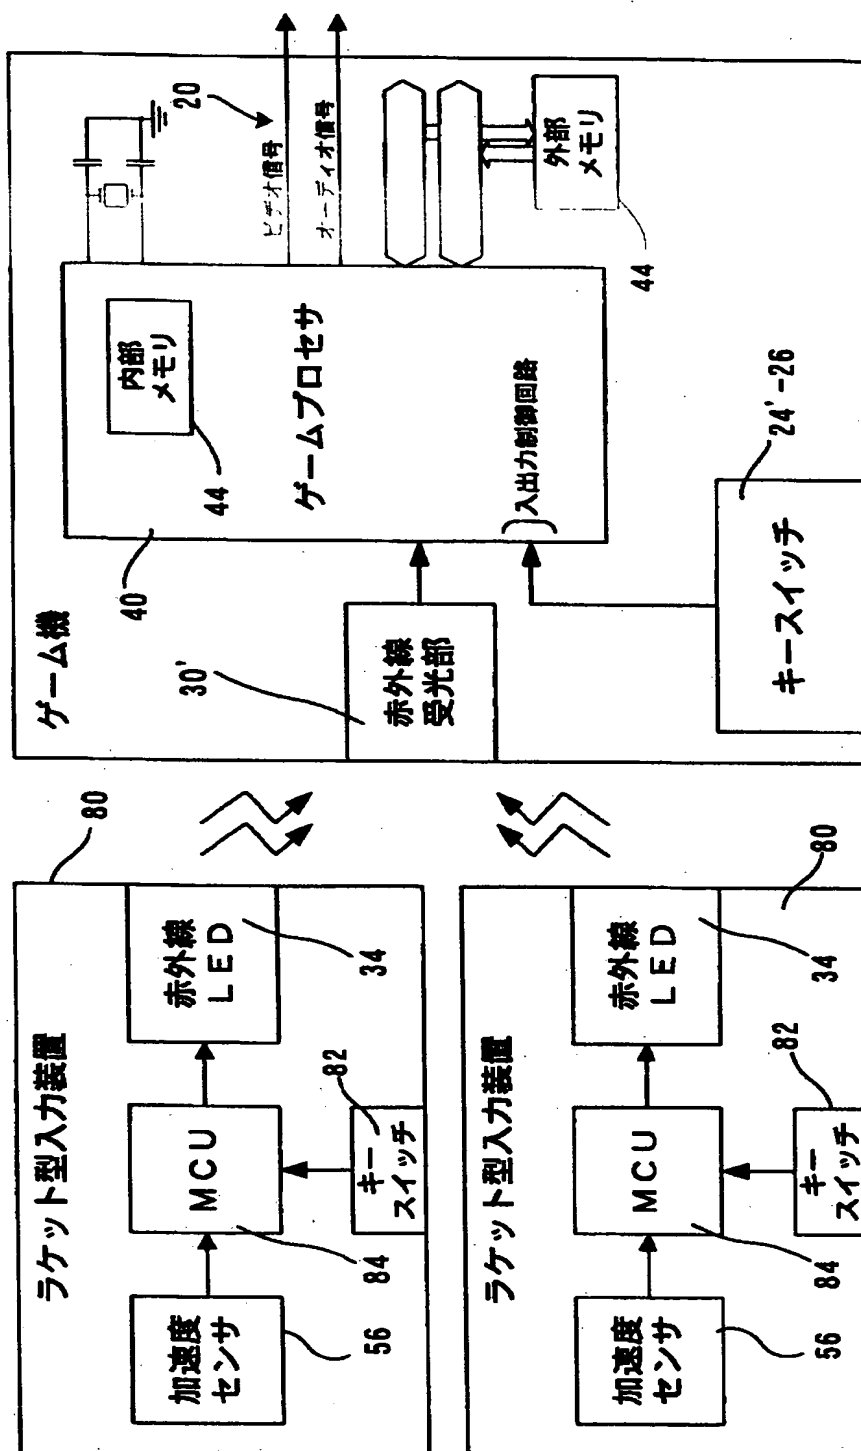 ラケット型入力装置
80
加速度
センサ
56
MCU
84
キー
スイッチ
82
赤外線
LED
34
ラケット型入力装置
80
加速度
センサ
56
MCU
84
キー
スイッチ
82
赤外線
LED
34
ゲーム機
20
赤外線
受光部
30'
40
内部
メモリ
44
ゲームプロセサ
入出力制御回路
ビデオ信号
オーディオ信号
外部
メモリ
44
キースイッチ
24'-26